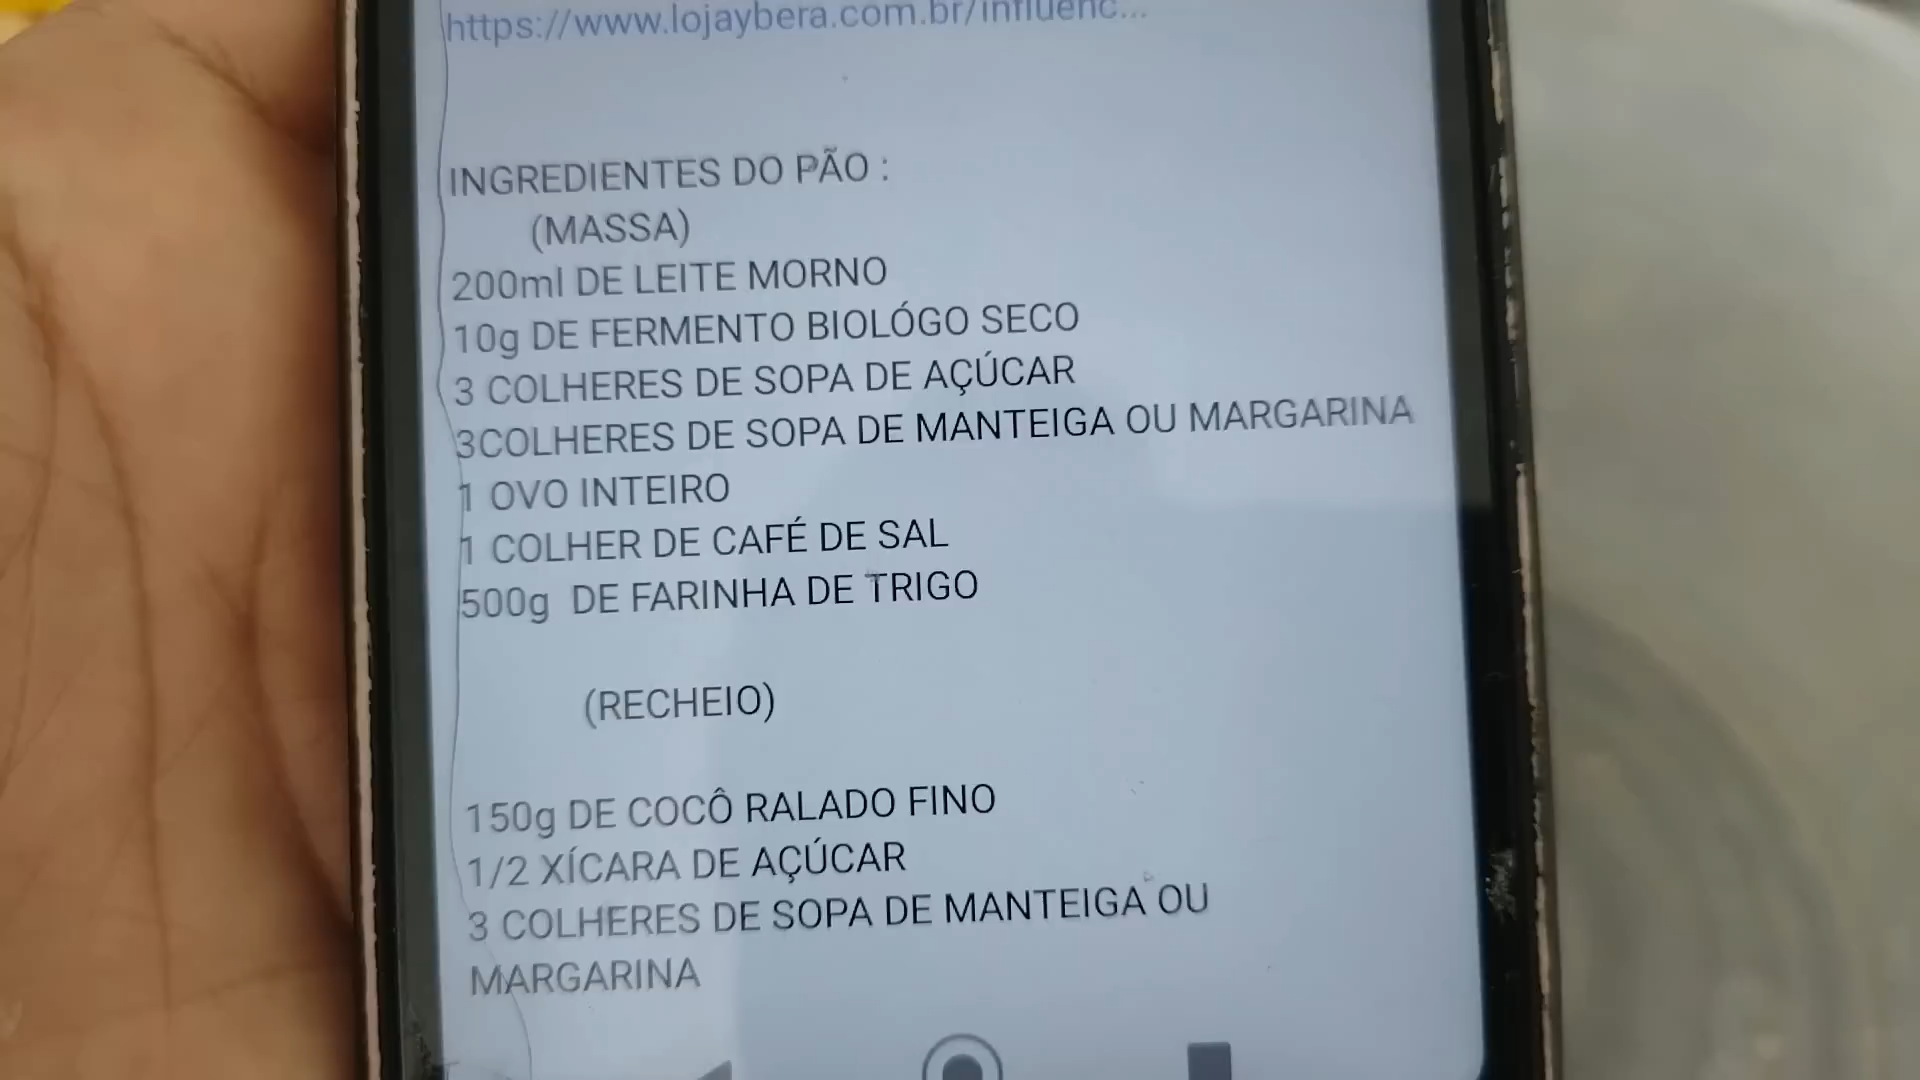 https://www.lojaybera.com.br/influenc...
INGREDIENTES DO PÃO :
(MASSA)
200ml DE LEITE MORNO
10g DE FERMENTO BIOLÓGO SECO
3 COLHERES DE SOPA DE AÇÚCAR
3COLHERES DE SOPA DE MANTEIGA OU MARGARINA
1 OVO INTEIRO
1 COLHER DE CAFÉ DE SAL
500g DE FARINHA DE TRIGO
(RECHEIO)
150g DE COCÔ RALADO FINO
1/2 XÍCARA DE AÇÚCAR
3 COLHERES DE SOPA DE MANTEIGA OU
MARGARINA